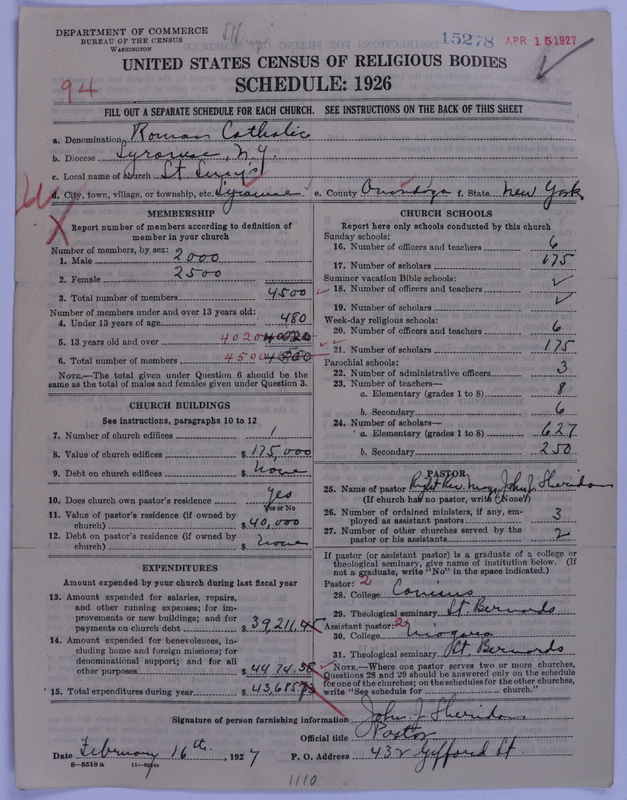 DEPARTMENT OF COMMERCE
BUREAU OF THE CENSUS
WASHINGTON
15278 APR 15 1927
UNITED STATES CENSUS OF RELIGIOUS BODIES
SCHEDULE: 1926
94
FILL OUT A SEPARATE SCHEDULE FOR EACH CHURCH. SEE INSTRUCTIONS ON THE BACK OF THIS SHEET
a. Denomination Roman Catholic
b. Diocese Syracuse, N.Y.
c. Local name of church St Lucy's
d. City, town, village, or township, etc. Syracuse e. County Onondaga f. State New York
MEMBERSHIP
Report number of members according to definition of member in your church
Number of members, by sex:
1. Male 2000
2. Female 2500
3. Total number of members 4500
Number of members under and over 13 years old:
4. Under 13 years of age 480
5. 13 years old and over 4020 4020
6. Total number of members 4500 4500
NOTE.—The total given under Question 6 should be the same as the total of males and females given under Question 3.
CHURCH BUILDINGS
See instructions, paragraphs 10 to 12
7. Number of church edifices 1
8. Value of church edifices $ 175,000
9. Debt on church edifices $ none
10. Does church own pastor's residence yes
Yes or No
11. Value of pastor's residence (if owned by church) $ 40,000
12. Debt on pastor's residence (if owned by church) $ none
EXPENDITURES
Amount expended by your church during last fiscal year
13. Amount expended for salaries, repairs, and other running expenses; for improvements or new buildings; and for payments on church debt $ 39,211.45
14. Amount expended for benevolences, including home and foreign missions; for denominational support; and for all other purposes $ 4474.38
15. Total expenditures during year $ 43,685.83
CHURCH SCHOOLS
Report here only schools conducted by this church
Sunday schools:
16. Number of officers and teachers 6
17. Number of scholars 175
Summer vacation Bible schools:
18. Number of officers and teachers ✓
19. Number of scholars ✓
Week-day religious schools:
20. Number of officers and teachers 6
21. Number of scholars 175
Parochial schools:
22. Number of administrative officers 3
23. Number of teachers—
a. Elementary (grades 1 to 8) 8
b. Secondary 6
24. Number of scholars—
a. Elementary (grades 1 to 8) 627
b. Secondary 250
PASTOR
25. Name of pastor Right Rev. Msgr. John J. Sheridan
(If church has no pastor, write "None")
26. Number of ordained ministers, if any, employed as assistant pastors 3
27. Number of other churches served by the pastor or his assistants 2
If pastor (or assistant pastor) is a graduate of a college or theological seminary, give name of institution below. (If not a graduate, write "No" in the space indicated.)
Pastor: 2
28. College Canisius
29. Theological seminary St. Bernards
Assistant pastor: 2
30. College Niagara
31. Theological seminary St Bernards
NOTE.—Where one pastor serves two or more churches, Questions 28 and 29 should be answered only on the schedule for one of the churches; on the schedules for the other churches, write "See schedule for church."
Signature of person furnishing information John J. Sheridan
Official title Pastor
Date February 16th, 1927 P. O. Address 432 Gifford St.
8-5518a
1110